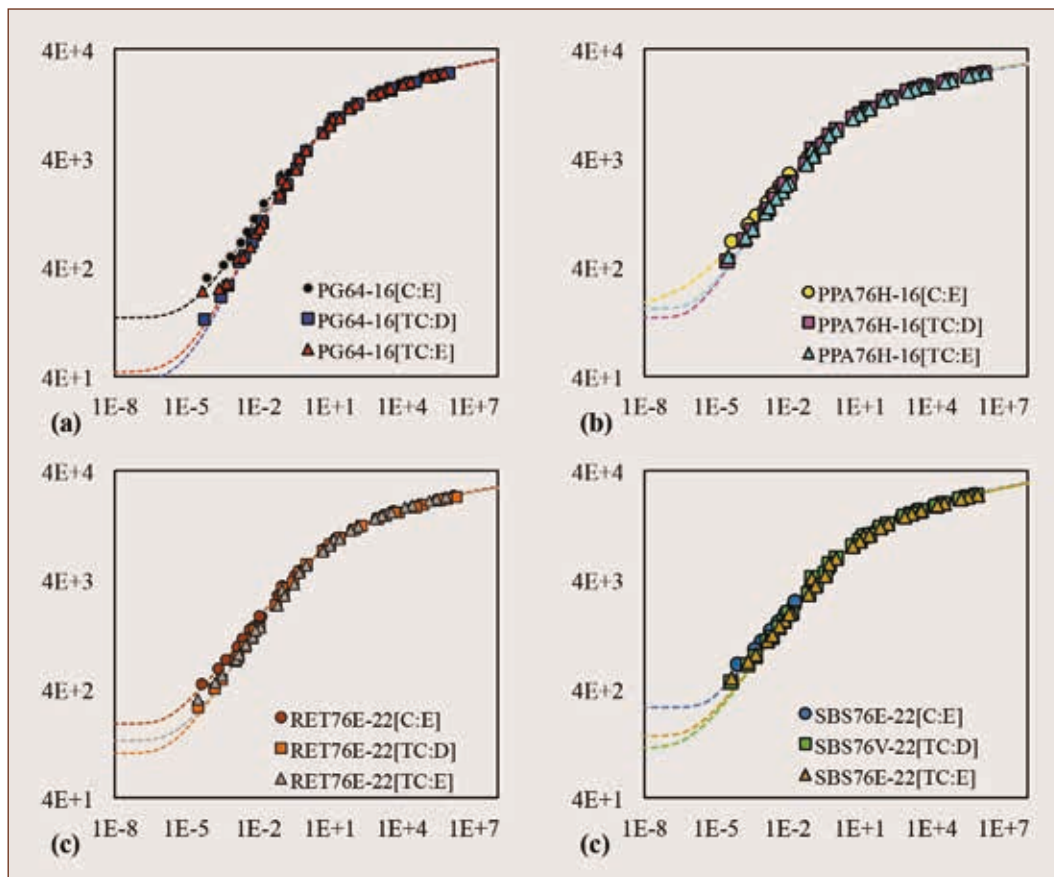 4E+4
4E+3
4E+2
4E+1
PG64-16[C:E]
PG64-16[TC:D]
PG64-16[TC:E]
1E-8 1E-5 1E-2 1E+1 1E+4 1E+7
(a)
4E+4
4E+3
4E+2
4E+1
PPA76H-16[C:E]
PPA76H-16[TC:D]
PPA76H-16[TC:E]
1E-8 1E-5 1E-2 1E+1 1E+4 1E+7
(b)
4E+4
4E+3
4E+2
4E+1
RET76E-22[C:E]
RET76E-22[TC:D]
RET76E-22[TC:E]
1E-8 1E-5 1E-2 1E+1 1E+4 1E+7
(c)
4E+4
4E+3
4E+2
4E+1
SBS76E-22[C:E]
SBS76V-22[TC:D]
SBS76E-22[TC:E]
1E-8 1E-5 1E-2 1E+1 1E+4 1E+7
(c)